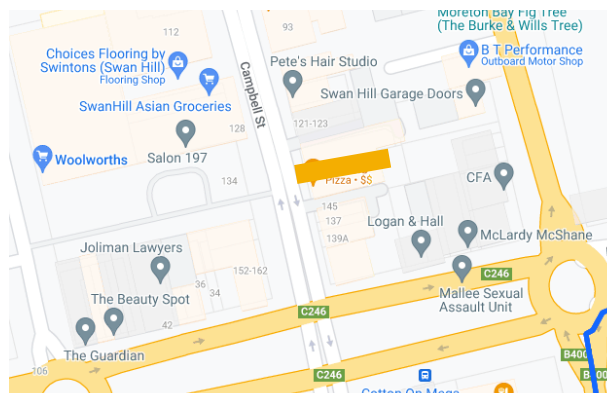 Moreton Bay Fig Tree
(The Burke & Wills Tree)
112
93
Choices Flooring by
Swintons (Swan Hill)
Flooring Shop
Pete's Hair Studio
B T Performance
Outboard Motor Shop
Campbell St
SwanHill Asian Groceries
Swan Hill Garage Doors
128
121-123
Woolworths
Salon 197
134
Pizza • $$
CFA
145
137
139A
Logan & Hall
McLardy McShane
Joliman Lawyers
152-162
C246
36
34
The Beauty Spot
Mallee Sexual
Assault Unit
42
C246
The Guardian
B400
106
C246
Cotton On Mega